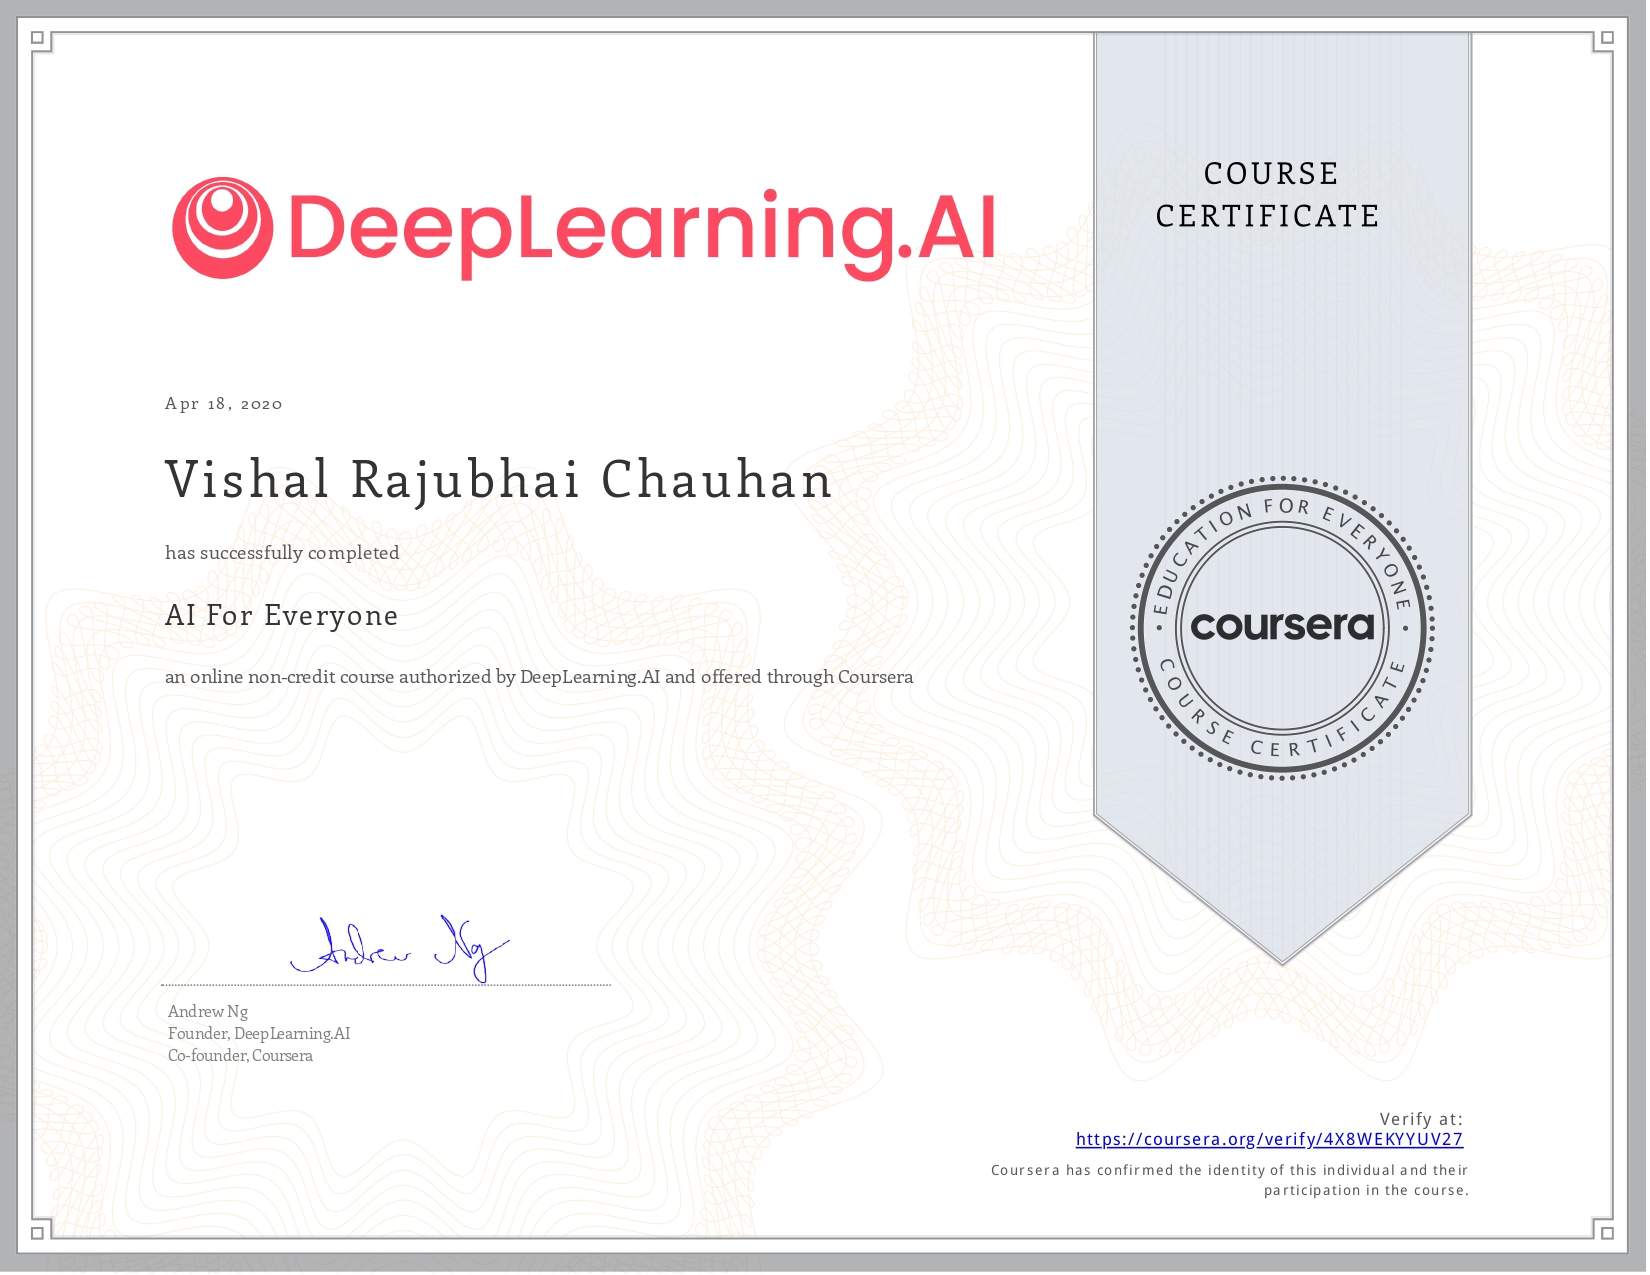 DeepLearning.AI
COURSE
CERTIFICATE
Apr 18, 2020
Vishal Rajubhai Chauhan
has successfully completed
AI For Everyone
an online non-credit course authorized by DeepLearning.AI and offered through Coursera
EDUCATION FOR EVERYONE
coursera
COURSE CERTIFICATE
Andrew Ng
Andrew Ng
Founder, DeepLearning.AI
Co-founder, Coursera
Verify at:
https://coursera.org/verify/4X8WEKYYUV27
Coursera has confirmed the identity of this individual and their
participation in the course.